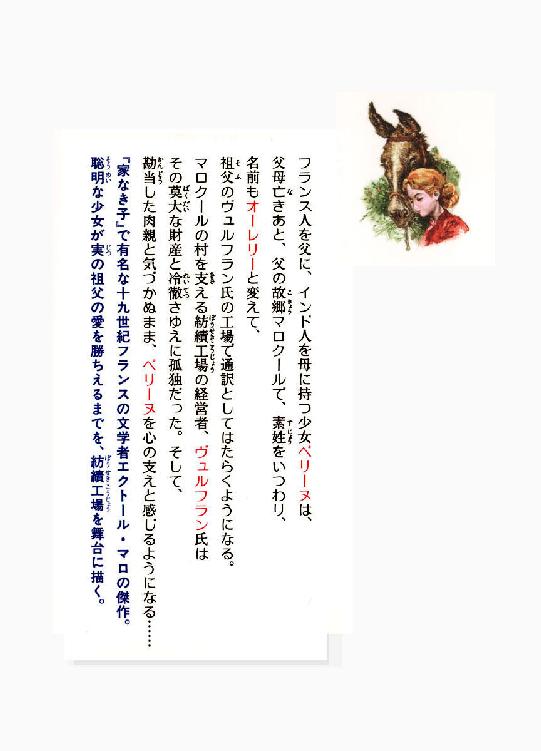 フランス人を父に、インド人を母に持つ少女ペリーヌは、
父母亡きあと、父の故郷マロクールで、素姓をいつわり、
名前もオーレリーと変えて、
祖父のヴュルフラン氏の工場で通訳としてはたらくようになる。
マロクールの村を支える紡績工場の経営者、ヴュルフラン氏は
その莫大な財産と冷徹さゆえに孤独だった。そして、
勘当した肉親と気づかぬまま、ペリーヌを心の支えと感じるようになる……
『家なき子』で有名な十九世紀フランスの文学者エクトール・マロの傑作。
聡明な少女が実の祖父の愛を勝ちえるまでを、紡績工場を舞台に描く。